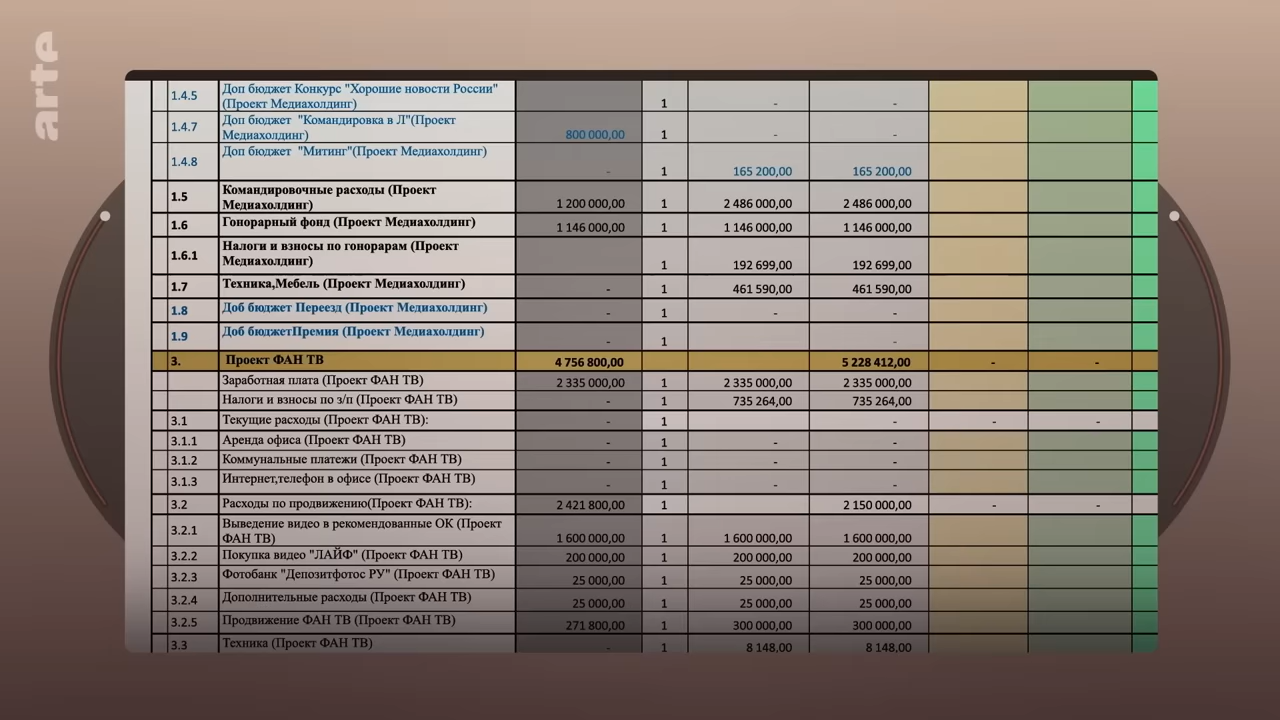 arte
1.4.5 Доп бюджет Конкурс "Хорошие новости России" (Проект Медиахолдинг) 1 - -
1.4.7 Доп бюджет "Командировка в Л"(Проект Медиахолдинг) 800 000,00 1 - -
1.4.8 Доп бюджет "Митинг"(Проект Медиахолдинг) - 1 165 200,00 165 200,00
1.5 Командировочные расходы (Проект Медиахолдинг) 1 200 000,00 1 2 486 000,00 2 486 000,00
1.6 Гонорарный фонд (Проект Медиахолдинг) 1 146 000,00 1 1 146 000,00 1 146 000,00
1.6.1 Налоги и взносы по гонорарам (Проект Медиахолдинг) 1 192 699,00 192 699,00
1.7 Техника,Мебель (Проект Медиахолдинг) - 1 461 590,00 461 590,00
1.8 Доб бюджет Переезд (Проект Медиахолдинг) - 1 - -
1.9 Доб бюджетПремия (Проект Медиахолдинг) - 1 -
3. Проект ФАН ТВ 4 756 800,00 5 228 412,00 - -
Заработная плата (Проект ФАН ТВ) 2 335 000,00 1 2 335 000,00 2 335 000,00
Налоги и взносы по з/п (Проект ФАН ТВ) - 1 735 264,00 735 264,00
3.1 Текущие расходы (Проект ФАН ТВ): - 1 - - -
3.1.1 Аренда офиса (Проект ФАН ТВ) - 1 - -
3.1.2 Коммунальные платежи (Проект ФАН ТВ) - 1 - -
3.1.3 Интернет,телефон в офисе (Проект ФАН ТВ) - 1 - -
3.2 Расходы по продвижению(Проект ФАН ТВ): 2 421 800,00 1 2 150 000,00 - -
3.2.1 Выведение видео в рекомендованные ОК (Проект ФАН ТВ) 1 600 000,00 1 1 600 000,00 1 600 000,00
3.2.2 Покупка видео "ЛАЙФ" (Проект ФАН ТВ) 200 000,00 1 200 000,00 200 000,00
3.2.3 Фотобанк "Депозитфотос РУ" (Проект ФАН ТВ) 25 000,00 1 25 000,00 25 000,00
3.2.4 Дополнительные расходы (Проект ФАН ТВ) 25 000,00 1 25 000,00 25 000,00
3.2.5 Продвижение ФАН ТВ (Проект ФАН ТВ) 271 800,00 1 300 000,00 300 000,00
3.3 Техника (Проект ФАН ТВ) - 1 8 148,00 8 148,00